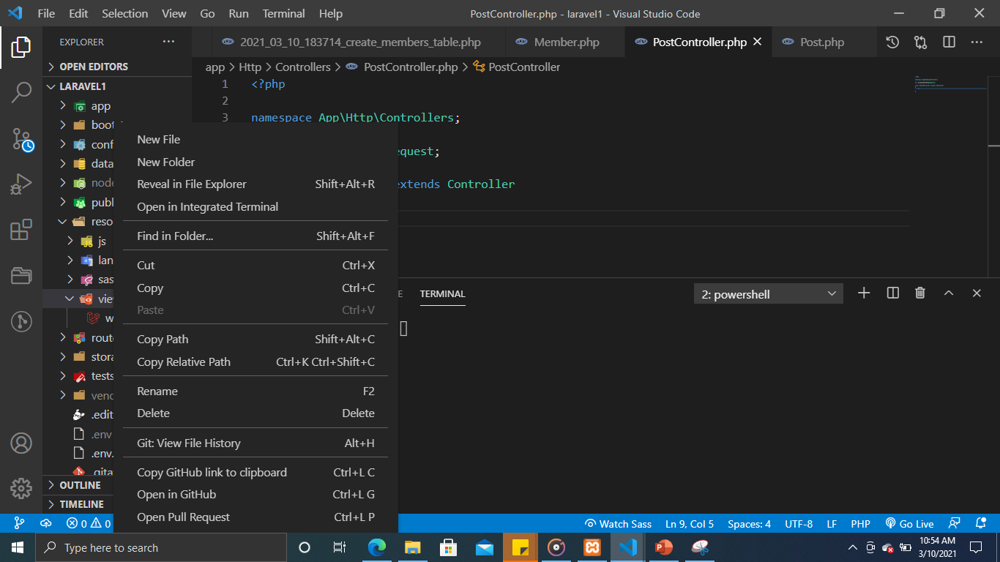 File Edit Selection View Go Run Terminal Help
PostController.php - laravel1 - Visual Studio Code
EXPLORER
2021_03_10_183714_create_members_table.php
Member.php
PostController.php
Post.php
OPEN EDITORS
LARAVEL1
app
boot
conf
data
node
publ
reso
js
lan
sas
vie
w
route
stora
tests
vend
.edit
.env
.env.
.gita
OUTLINE
TIMELINE
app > Http > Controllers > PostController.php > PostController
1 <?php
2
3 namespace App\Http\Controllers;
equest;
extends Controller
New File
New Folder
Reveal in File Explorer Shift+Alt+R
Open in Integrated Terminal
Find in Folder... Shift+Alt+F
Cut Ctrl+X
Copy Ctrl+C
Paste Ctrl+V
Copy Path Shift+Alt+C
Copy Relative Path Ctrl+K Ctrl+Shift+C
Rename F2
Delete Delete
Git: View File History Alt+H
Copy GitHub link to clipboard Ctrl+L C
Open in GitHub Ctrl+L G
Open Pull Request Ctrl+L P
E TERMINAL
2: powershell
0 0
Watch Sass Ln 9, Col 5 Spaces: 4 UTF-8 LF PHP Go Live
Type here to search
10:54 AM
3/10/2021